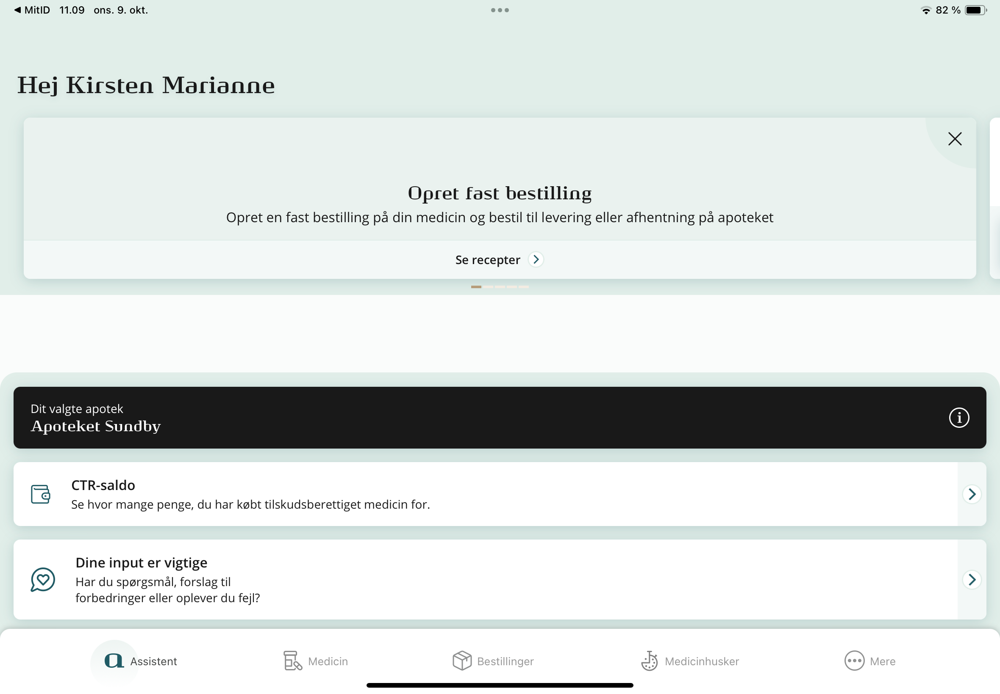 MitID 11.09 ons. 9. okt. 82 %
Hej Kirsten Marianne
Opret fast bestilling
Opret en fast bestilling på din medicin og bestil til levering eller afhentning på apoteket
Se recepter
Dit valgte apotek
Apoteket Sundby
CTR-saldo
Se hvor mange penge, du har købt tilskudsberettiget medicin for.
Dine input er vigtige
Har du spørgsmål, forslag til
forbedringer eller oplever du fejl?
a Assistent Medicin Bestillinger Medicinhusker Mere